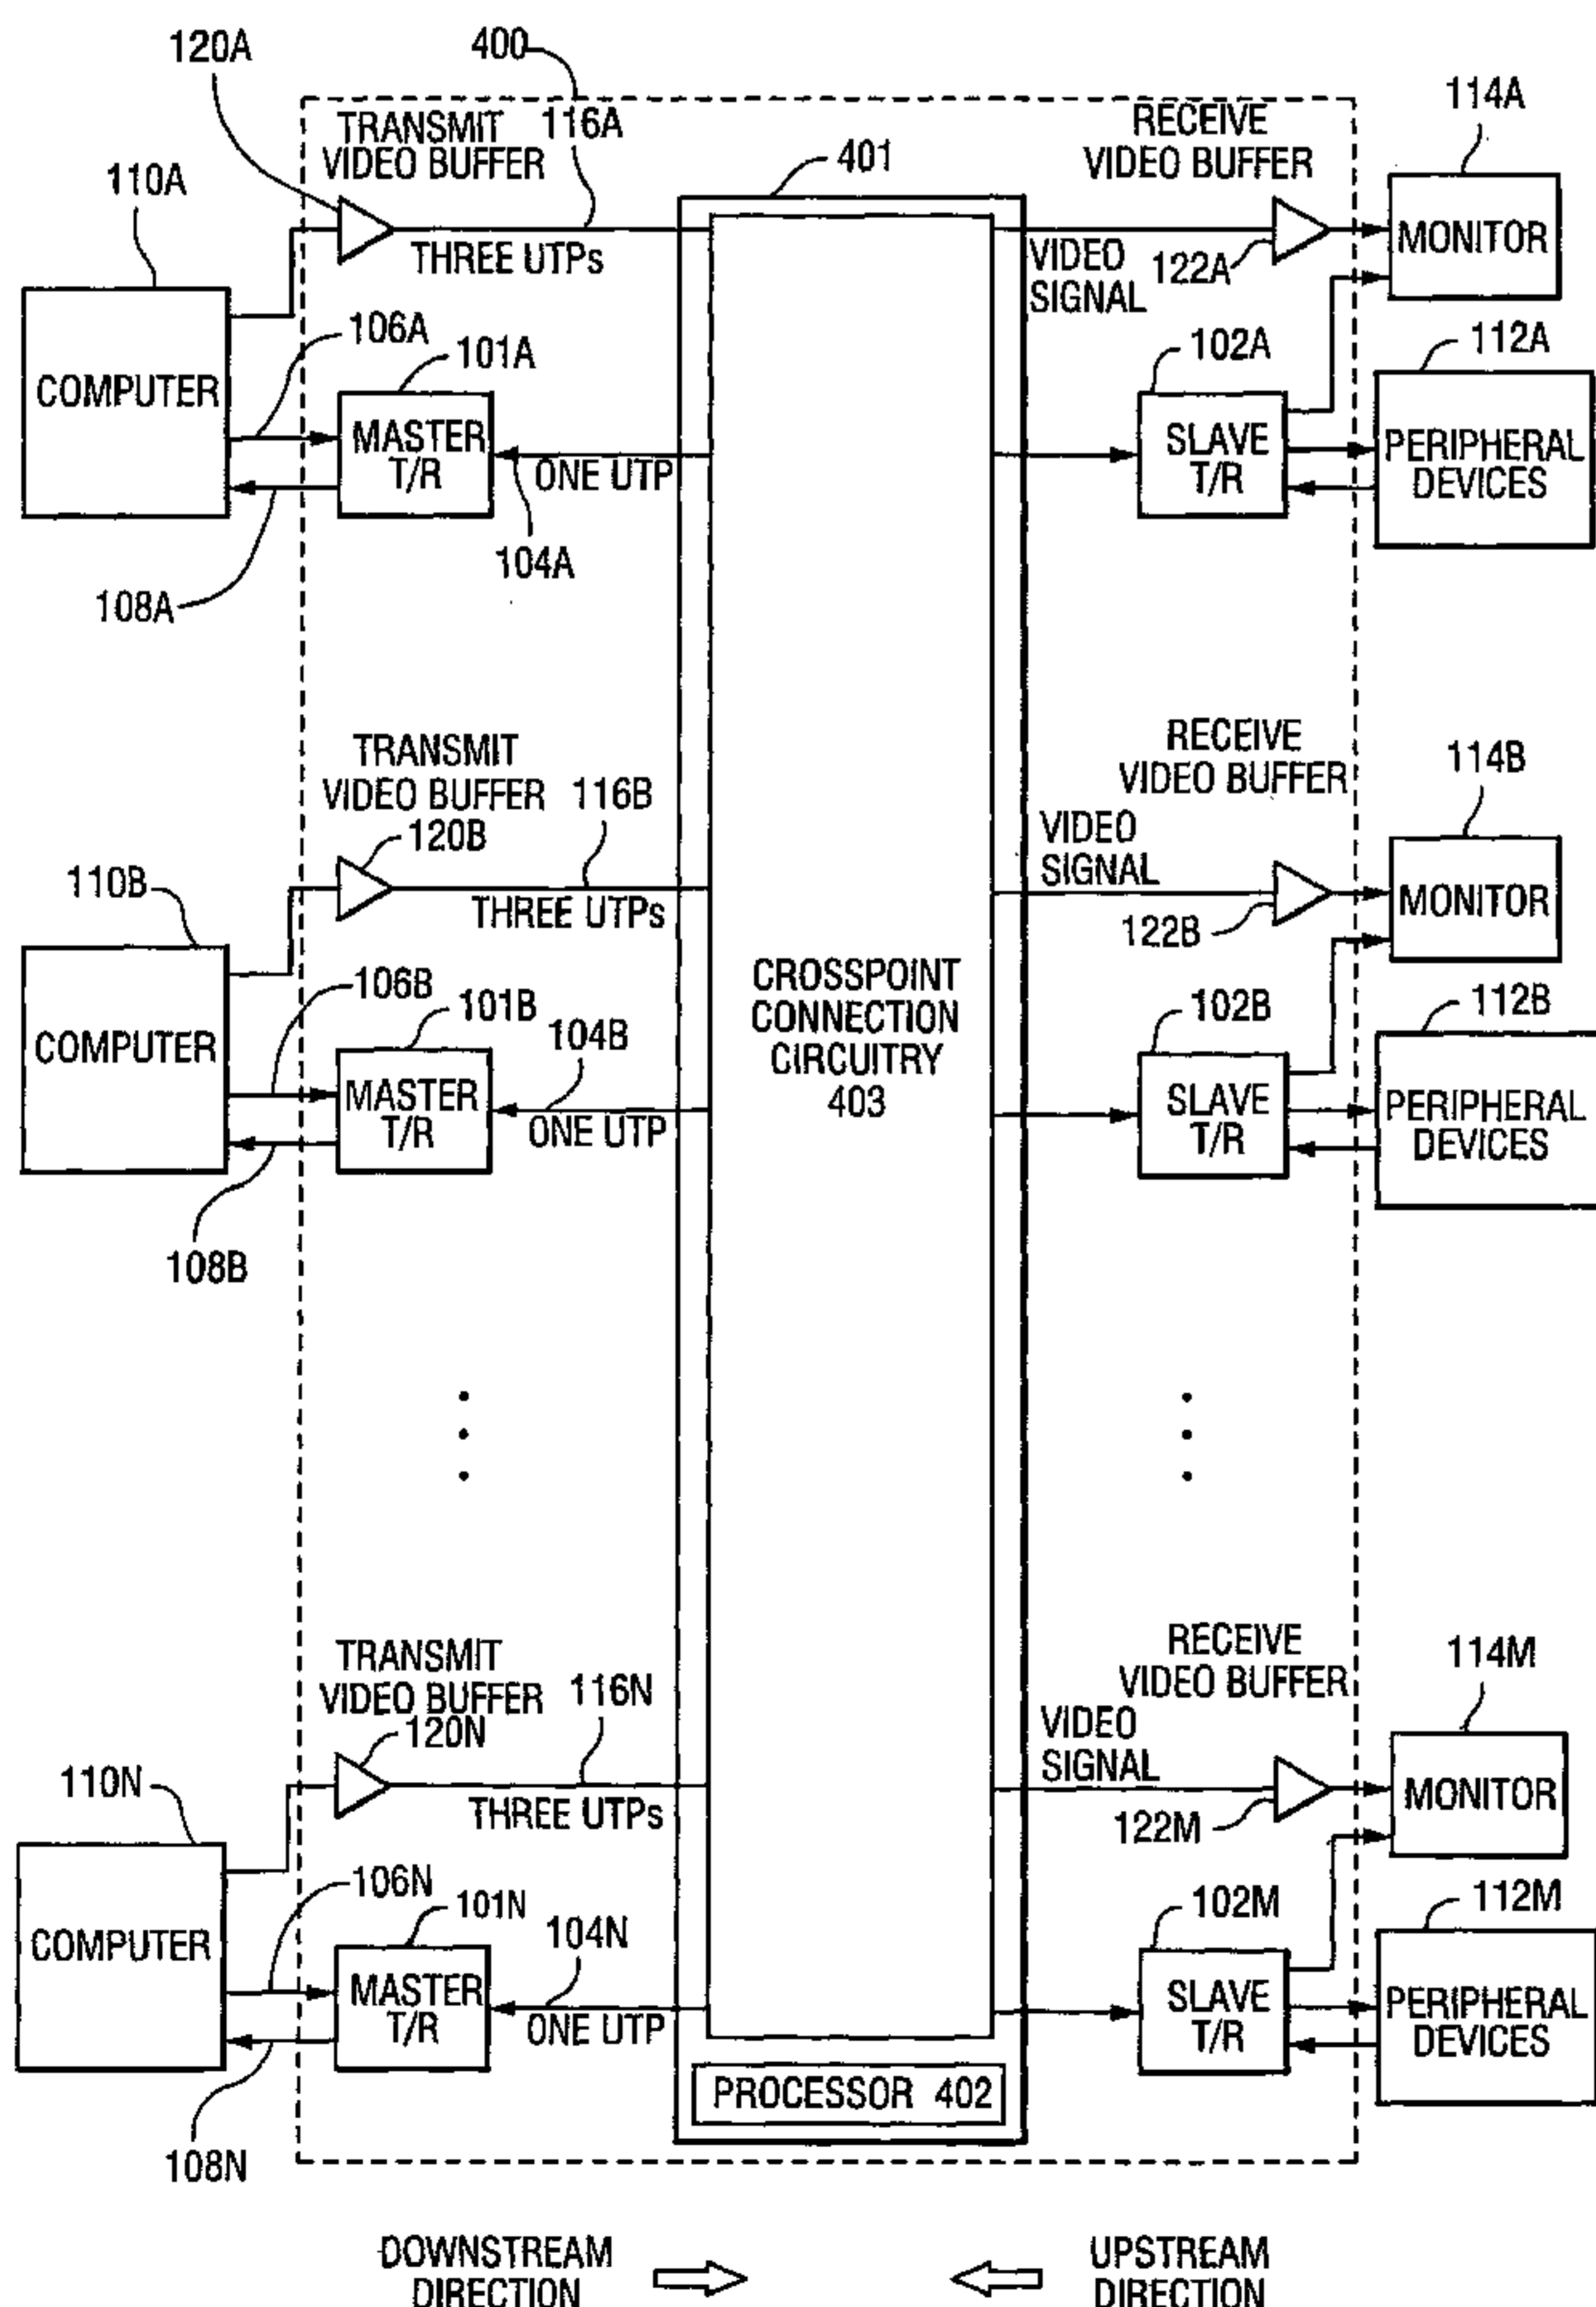 120A
400
TRANSMIT
VIDEO BUFFER
116A
RECEIVE
VIDEO BUFFER
114A
110A
401
THREE UTPs
VIDEO
SIGNAL
122A
MONITOR
106A
101A
102A
112A
COMPUTER
MASTER
T/R
ONE UTP
104A
SLAVE
T/R
PERIPHERAL
DEVICES
108A
TRANSMIT
VIDEO BUFFER
116B
120B
RECEIVE
VIDEO BUFFER
114B
110B
THREE UTPs
VIDEO
SIGNAL
122B
MONITOR
CROSSPOINT
CONNECTION
CIRCUITRY
403
106B
101B
104B
102B
112B
COMPUTER
MASTER
T/R
ONE UTP
SLAVE
T/R
PERIPHERAL
DEVICES
108B
TRANSMIT
VIDEO BUFFER
116N
120N
RECEIVE
VIDEO BUFFER
114M
110N
THREE UTPs
VIDEO
SIGNAL
122M
MONITOR
106N
101N
104N
102M
112M
COMPUTER
MASTER
T/R
ONE UTP
SLAVE
T/R
PERIPHERAL
DEVICES
PROCESSOR 402
108N
DOWNSTREAM
DIRECTION
UPSTREAM
DIRECTION